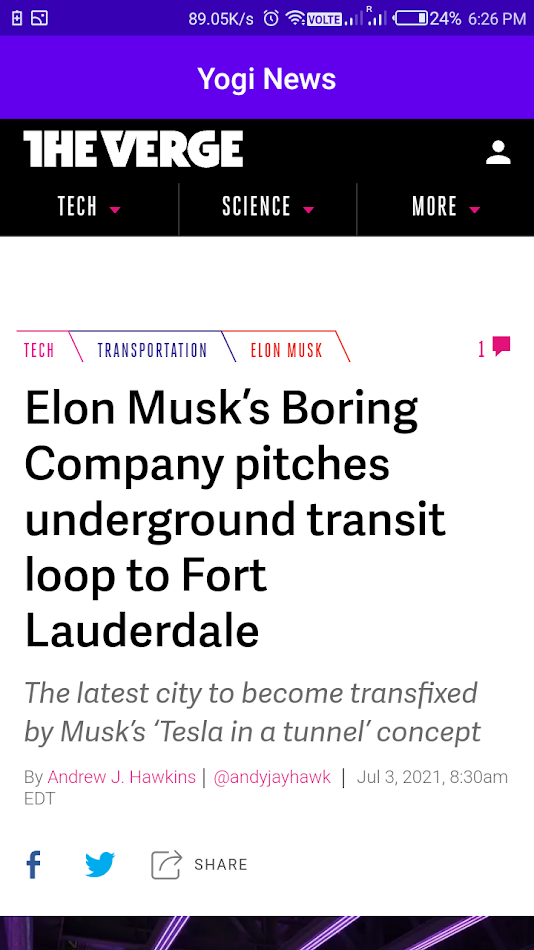 89.05K/s VOLTE R 24% 6:26 PM
Yogi News
THE VERGE
TECH SCIENCE MORE
TECH TRANSPORTATION ELON MUSK 1
Elon Musk’s Boring
Company pitches
underground transit
loop to Fort
Lauderdale
The latest city to become transfixed
by Musk’s ‘Tesla in a tunnel’ concept
By Andrew J. Hawkins | @andyjayhawk | Jul 3, 2021, 8:30am
EDT
SHARE